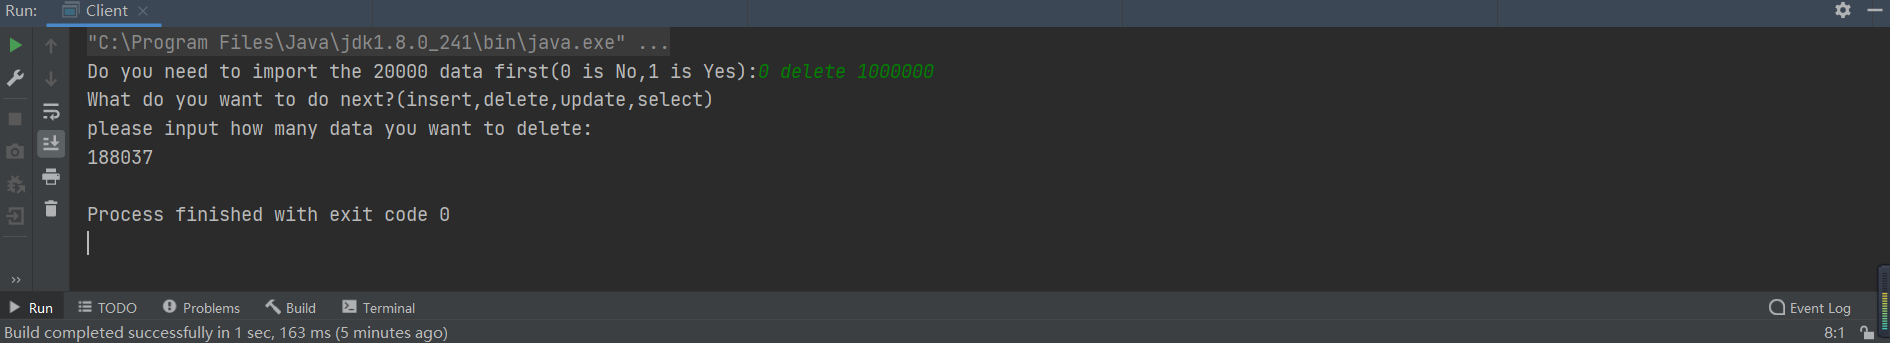 Run: Client
"C:\Program Files\Java\jdk1.8.0_241\bin\java.exe" ...
Do you need to import the 20000 data first(0 is No,1 is Yes):0 delete 1000000
What do you want to do next?(insert,delete,update,select)
please input how many data you want to delete:
188037
Process finished with exit code 0
Run TODO Problems Build Terminal Event Log
Build completed successfully in 1 sec, 163 ms (5 minutes ago) 8:1